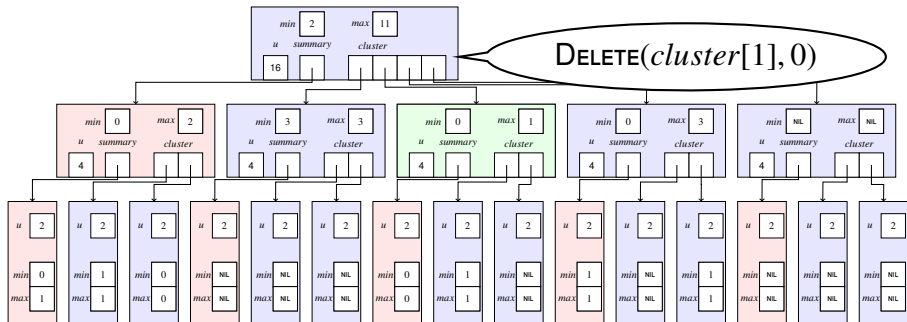 min 2 max 11
u summary cluster
16
DELETE(cluster[1], 0)
min 0 max 2
u summary cluster
4
min 3 max 3
u summary cluster
4
min 0 max 1
u summary cluster
4
min 0 max 3
u summary cluster
4
min NIL max NIL
u summary cluster
4
u 2 u 2 u 2 u 2 u 2 u 2 u 2 u 2 u 2 u 2 u 2 u 2 u 2 u 2 u 2
min 0 min 1 min 0 min NIL min NIL min NIL min 0 min 1 min NIL min 1 min NIL min 1 min NIL min NIL min NIL
max 1 max 1 max 0 max NIL max NIL max NIL max 0 max 1 max NIL max 1 max NIL max 1 max NIL max NIL max NIL